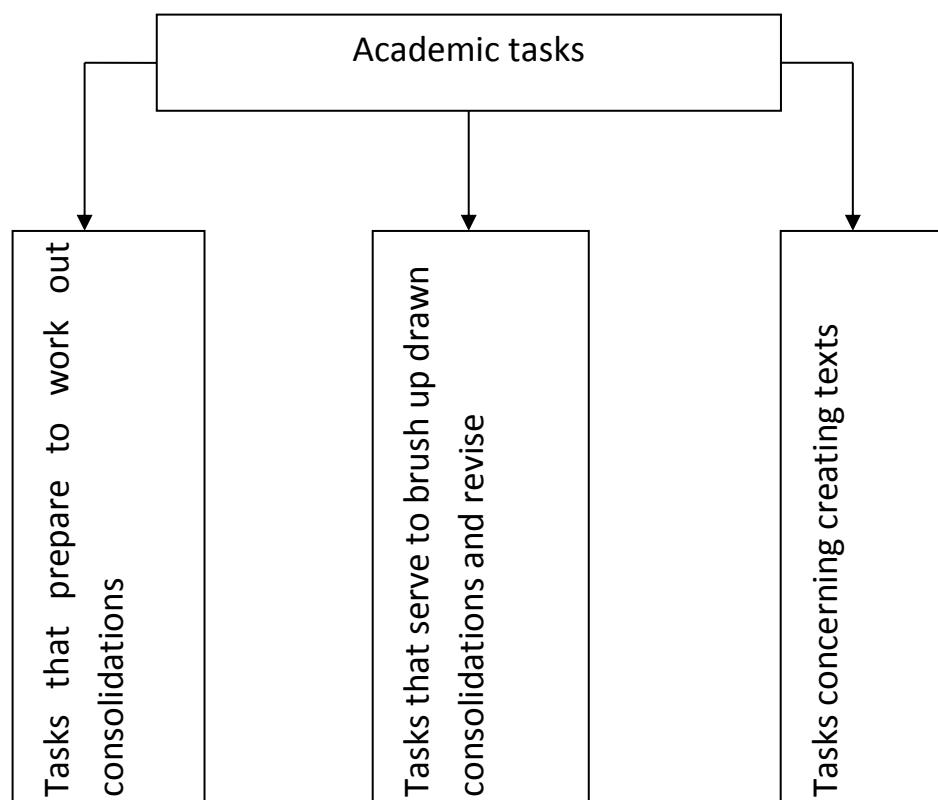 Academic tasks
Tasks that prepare to work out
consolidations
Tasks that serve to brush up drawn
consolidations and revise
Tasks concerning creating texts